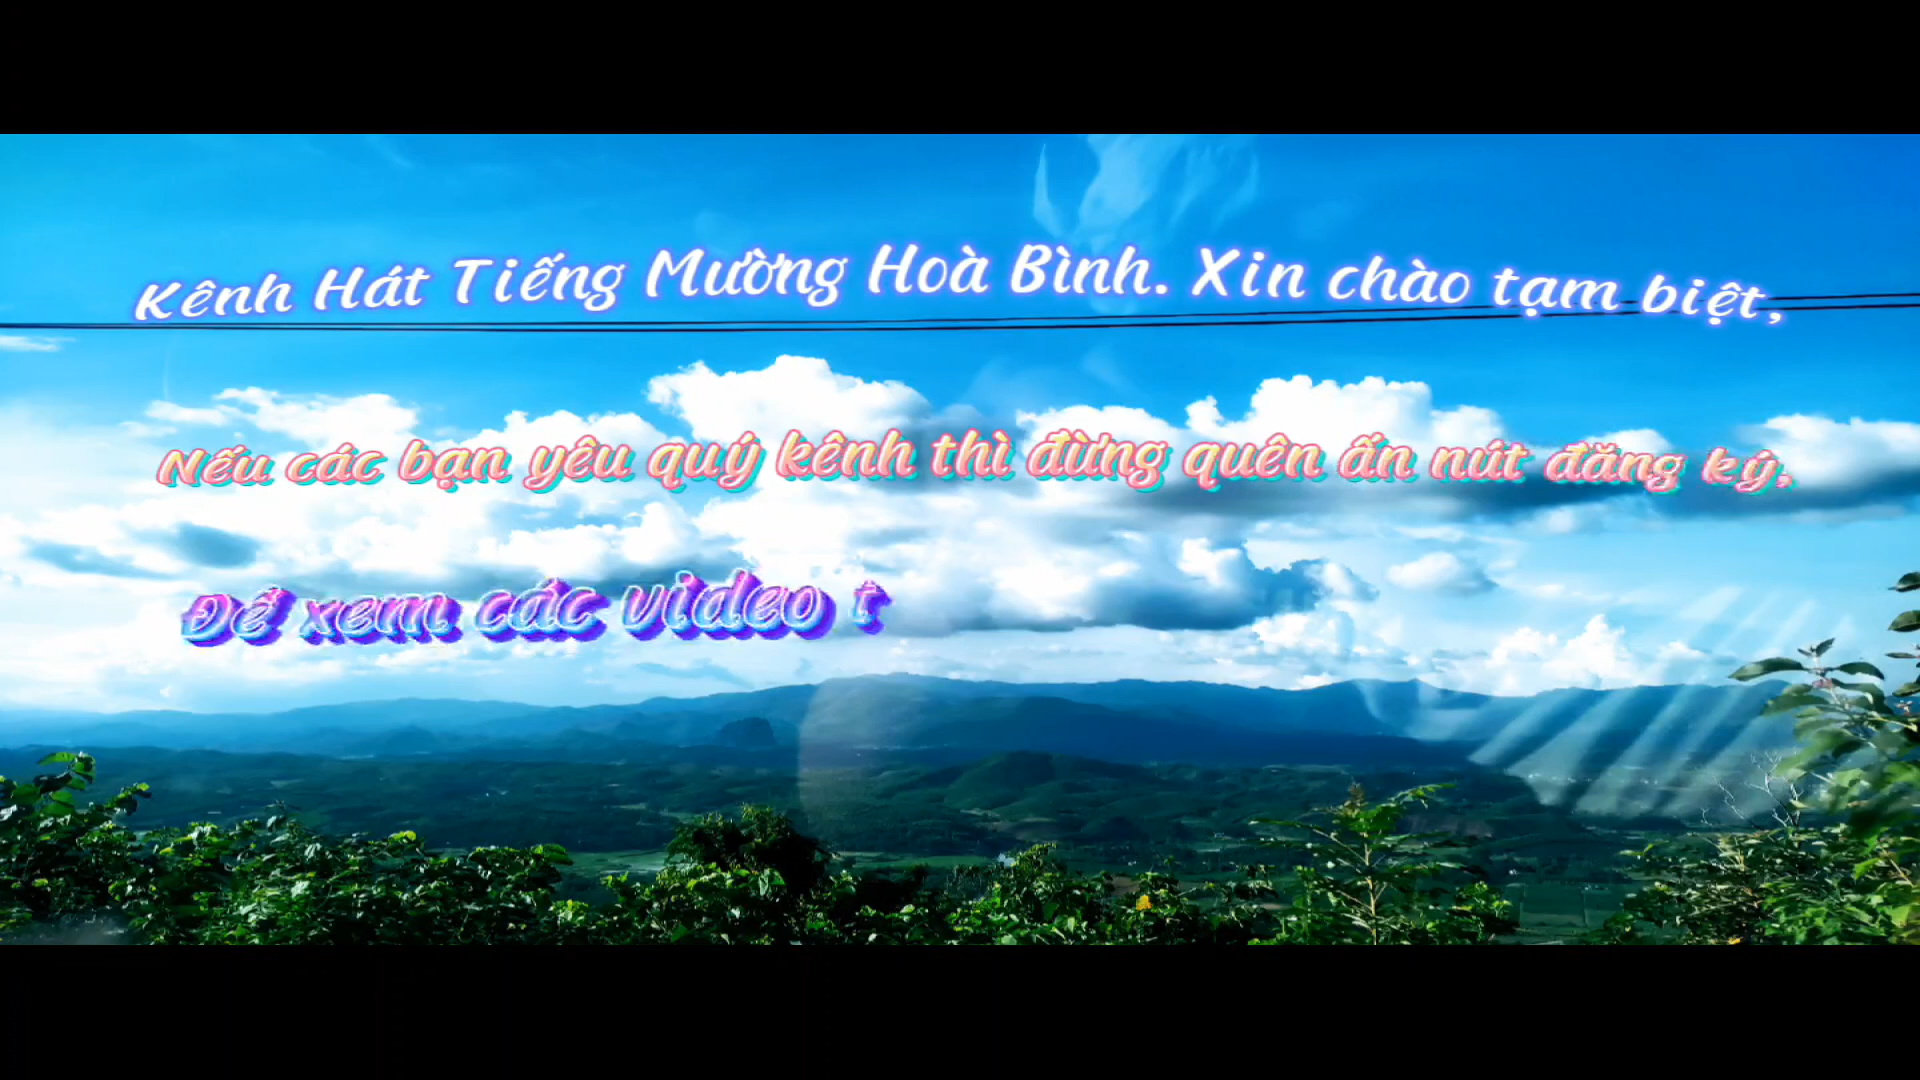 Kênh Hát Tiếng Mường Hoà Bình. Xin chào tạm biệt,
Nếu các bạn yêu quý kênh thì đừng quên ấn nút đăng ký,
Để xem các video t